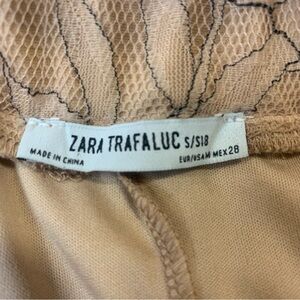 ZARA TRAFALUC S/S18
MADE IN CHINA
EUR/USA M MEX 28